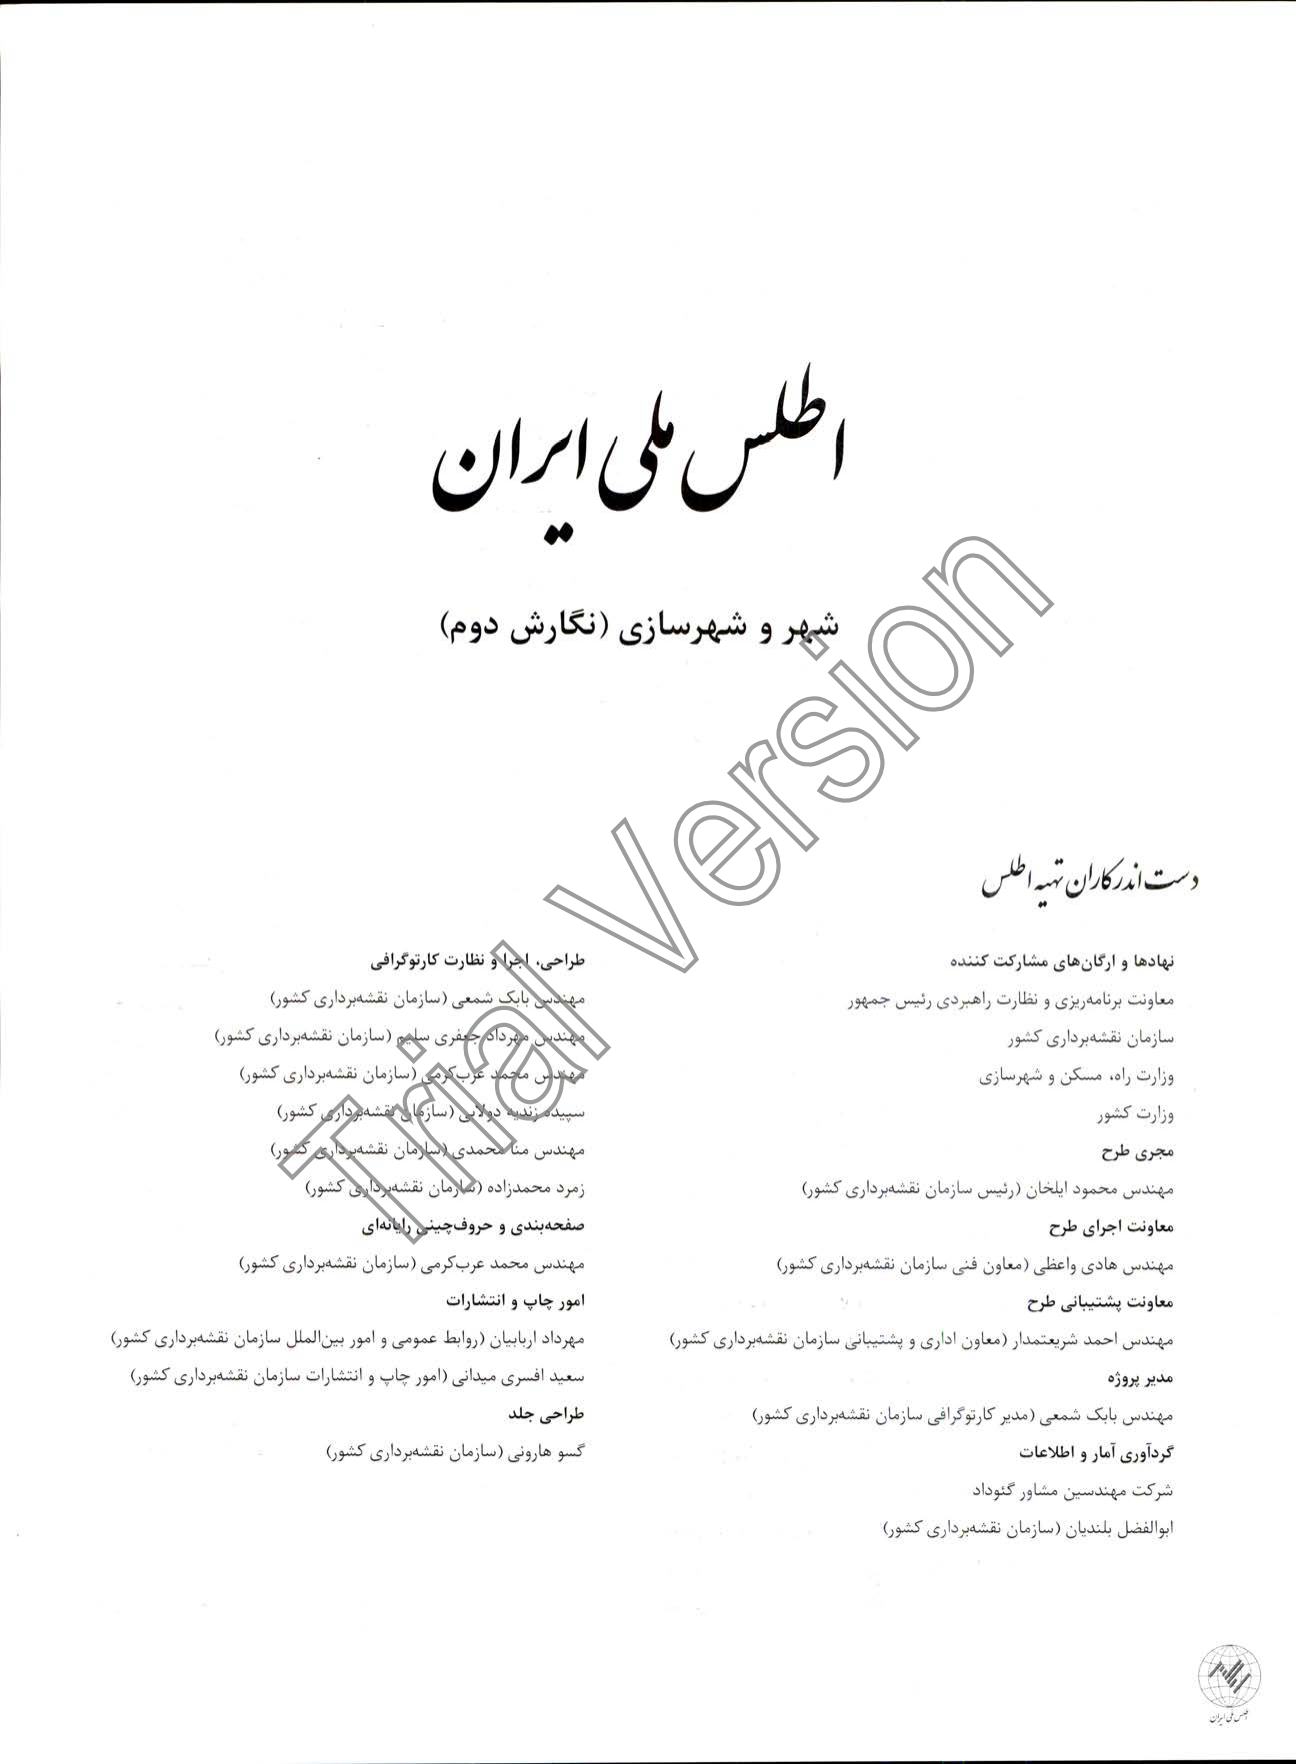 اطلس ملی ایران
شهر و شهرسازی (نگارش دوم)
دست‌اندرکاران تهیه اطلس
نهادها و ارگان‌های مشارکت کننده
معاونت برنامه‌ریزی و نظارت راهبردی رئیس جمهور
سازمان نقشه‌برداری کشور
وزارت راه، مسکن و شهرسازی
وزارت کشور
مجری طرح
مهندس محمود ایلخان (رئیس سازمان نقشه‌برداری کشور)
معاونت اجرای طرح
مهندس هادی واعظی (معاون فنی سازمان نقشه‌برداری کشور)
معاونت پشتیبانی طرح
مهندس احمد شریعتمدار (معاون اداری و پشتیبانی سازمان نقشه‌برداری کشور)
مدیر پروژه
مهندس بابک شمعی (مدیر کارتوگرافی سازمان نقشه‌برداری کشور)
گردآوری آمار و اطلاعات
شرکت مهندسین مشاور گئوداد
ابوالفضل بلندیان (سازمان نقشه‌برداری کشور)
طراحی، اجرا و نظارت کارتوگرافی
مهندس بابک شمعی (سازمان نقشه‌برداری کشور)
مهندس مهرداد جعفری سلیم (سازمان نقشه‌برداری کشور)
مهندس محمد عرب‌کرمی (سازمان نقشه‌برداری کشور)
سپیده زندیه دولابی (سازمان نقشه‌برداری کشور)
مهندس منا محمدی (سازمان نقشه‌برداری کشور)
زمرد محمدزاده (سازمان نقشه‌برداری کشور)
صفحه‌بندی و حروف‌چینی رایانه‌ای
مهندس محمد عرب‌کرمی (سازمان نقشه‌برداری کشور)
امور چاپ و انتشارات
مهرداد اربابیان (روابط عمومی و امور بین‌الملل سازمان نقشه‌برداری کشور)
سعید افسری میدانی (امور چاپ و انتشارات سازمان نقشه‌برداری کشور)
طراحی جلد
گسو هارونی (سازمان نقشه‌برداری کشور)
Trial Version
اطلس ملی ایران